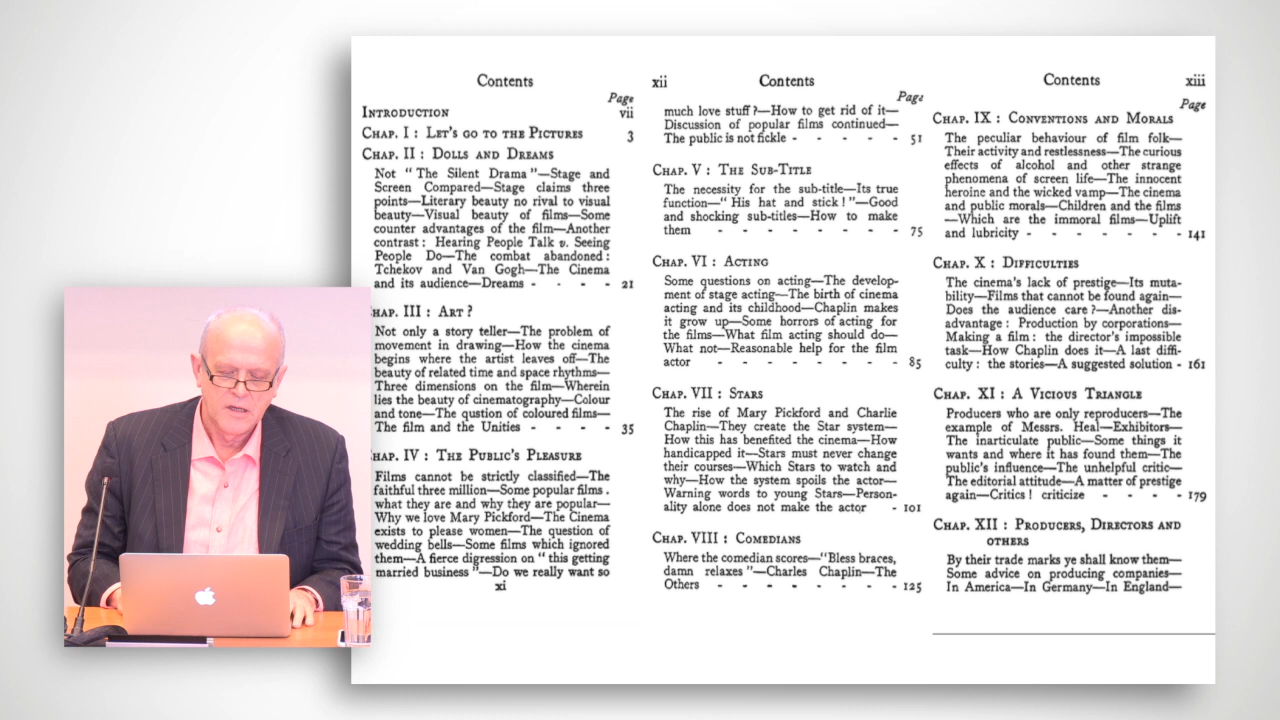 Contents
Page
INTRODUCTION vii
CHAP. I : LET'S GO TO THE PICTURES 3
CHAP. II : DOLLS AND DREAMS
Not "The Silent Drama"—Stage and
Screen Compared—Stage claims three
points—Literary beauty no rival to visual
beauty—Visual beauty of films—Some
counter advantages of the film—Another
contrast : Hearing People Talk v. Seeing
People Do—The combat abandoned :
Tchekov and Van Gogh—The Cinema
and its audience—Dreams - - - - 21
HAP. III : ART ?
Not only a story teller—The problem of
movement in drawing—How the cinema
begins where the artist leaves off—The
beauty of related time and space rhythms—
Three dimensions on the film—Wherein
lies the beauty of cinematography—Colour
and tone—The qustion of coloured films—
The film and the Unities - - - - 35
HAP. IV : THE PUBLIC'S PLEASURE
Films cannot be strictly classified—The
faithful three million—Some popular films .
what they are and why they are popular—
Why we love Mary Pickford—The Cinema
exists to please women—The question of
wedding bells—Some films which ignored
them—A fierce digression on " this getting
married business "—Do we really want so
xi
xii Contents
Page
much love stuff ?—How to get rid of it—
Discussion of popular films continued—
The public is not fickle - - - - - 51
CHAP. V : THE SUB-TITLE
The necessity for the sub-title—Its true
function—" His hat and stick ! "—Good
and shocking sub-titles—How to make
them - - - - - - - 75
CHAP. VI : ACTING
Some questions on acting—The develop-
ment of stage acting—The birth of cinema
acting and its childhood—Chaplin makes
it grow up—Some horrors of acting for
the films—What film acting should do—
What not—Reasonable help for the film
actor - - - - - - - - 85
CHAP. VII : STARS
The rise of Mary Pickford and Charlie
Chaplin—They create the Star system—
How this has benefited the cinema—How
handicapped it—Stars must never change
their courses—Which Stars to watch and
why—How the system spoils the actor—
Warning words to young Stars—Person-
ality alone does not make the actor - 101
CHAP. VIII : COMEDIANS
Where the comedian scores—"Bless braces,
damn relaxes "—Charles Chaplin—The
Others - - - - - - - - 125
Contents xiii
Page
CHAP. IX : CONVENTIONS AND MORALS
The peculiar behaviour of film folk—
Their activity and restlessness—The curious
effects of alcohol and other strange
phenomena of screen life—The innocent
heroine and the wicked vamp—The cinema
and public morals—Children and the films
—Which are the immoral films—Uplift
and lubricity - - - - - - - 141
CHAP. X : DIFFICULTIES
The cinema's lack of prestige—Its muta-
bility—Films that cannot be found again—
Does the audience care ?—Another dis-
advantage : Production by corporations—
Making a film : the director's impossible
task—How Chaplin does it—A last diffi-
culty : the stories—A suggested solution - 161
CHAP. XI : A VICIOUS TRIANGLE
Producers who are only reproducers—The
example of Messrs. Heal—Exhibitors—
The inarticulate public—Some things it
wants and where it has found them—The
public's influence—The unhelpful critic—
The editorial attitude—A matter of prestige
again—Critics ! criticize - - - - 179
CHAP. XII : PRODUCERS, DIRECTORS AND
OTHERS
By their trade marks ye shall know them—
Some advice on producing companies—
In America—In Germany—In England—